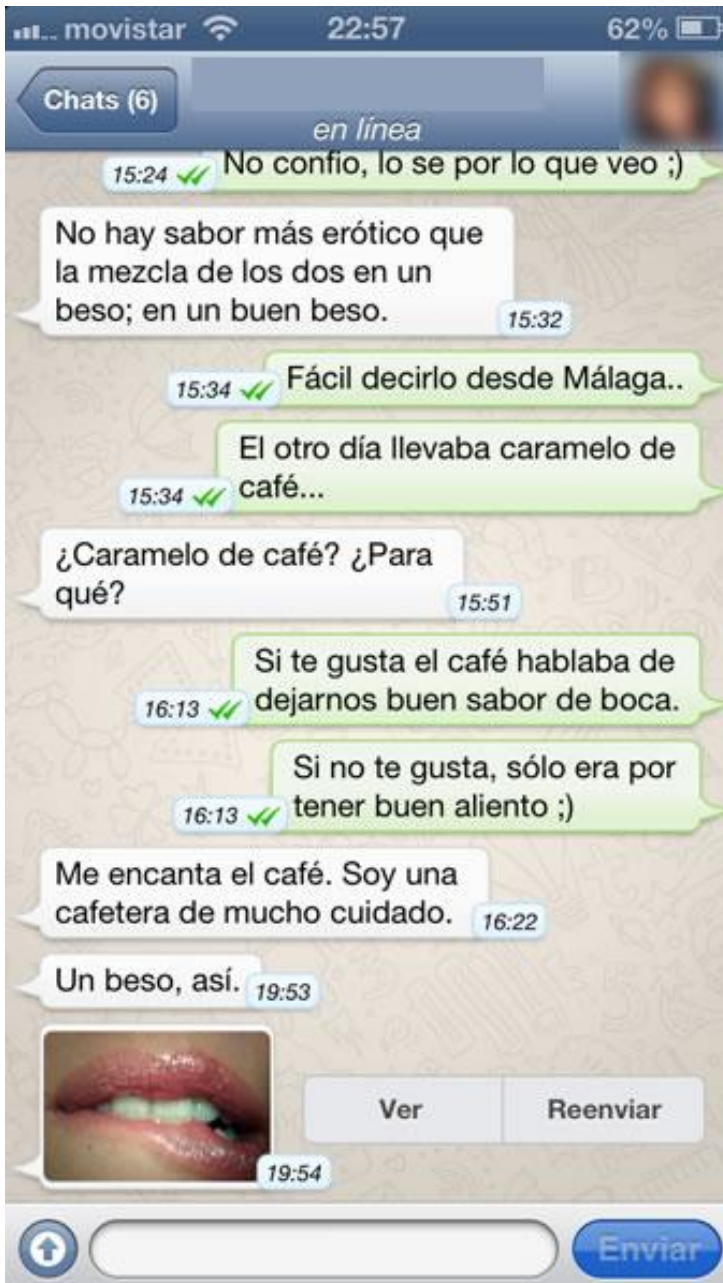 movistar 22:57 62%
Chats (6)
en línea
No confio, lo se por lo que veo ;)
15:24
No hay sabor más erótico que
la mezcla de los dos en un
beso; en un buen beso.
15:32
Fácil decirlo desde Málaga..
15:34
El otro día llevaba caramelo de
café...
15:34
¿Caramelo de café? ¿Para
qué?
15:51
Si te gusta el café hablaba de
dejarnos buen sabor de boca.
16:13
Si no te gusta, sólo era por
tener buen aliento ;)
16:13
Me encanta el café. Soy una
cafetera de mucho cuidado.
16:22
Un beso, así.
19:53
Ver Reenviar
19:54
Enviar